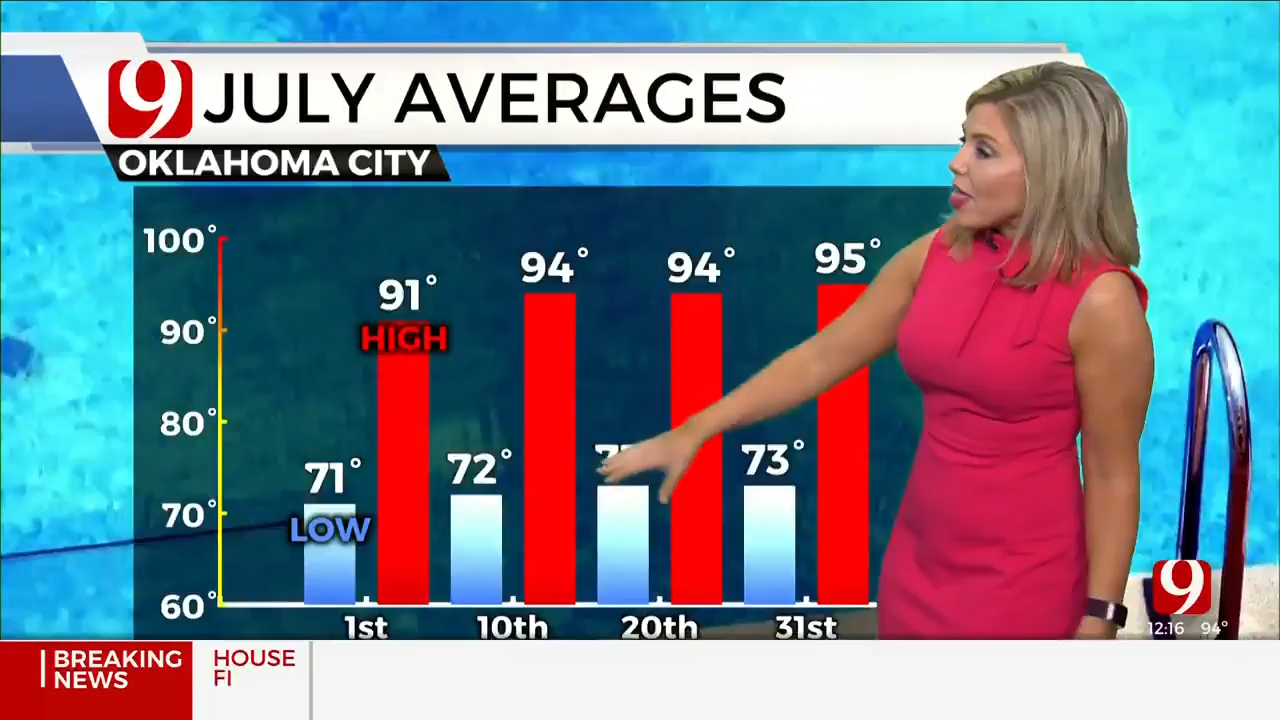 9 JULY AVERAGES
OKLAHOMA CITY
100°
90°
80°
70°
60°
91°
HIGH
94°
94°
95°
71°
LOW
72°
73°
1st
10th
20th
31st
9
12:16 94°
BREAKING
NEWS
HOUSE
FI